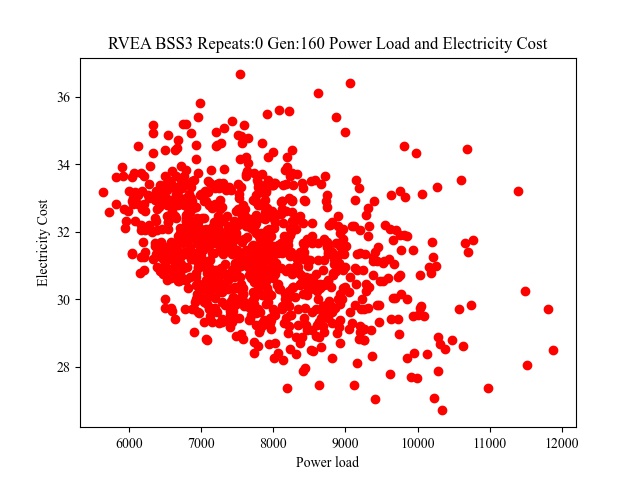 RVEA BSS3 Repeats:0 Gen:160 Power Load and Electricity Cost
Electricity Cost
36
34
32
30
28
6000 7000 8000 9000 10000 11000 12000
Power load